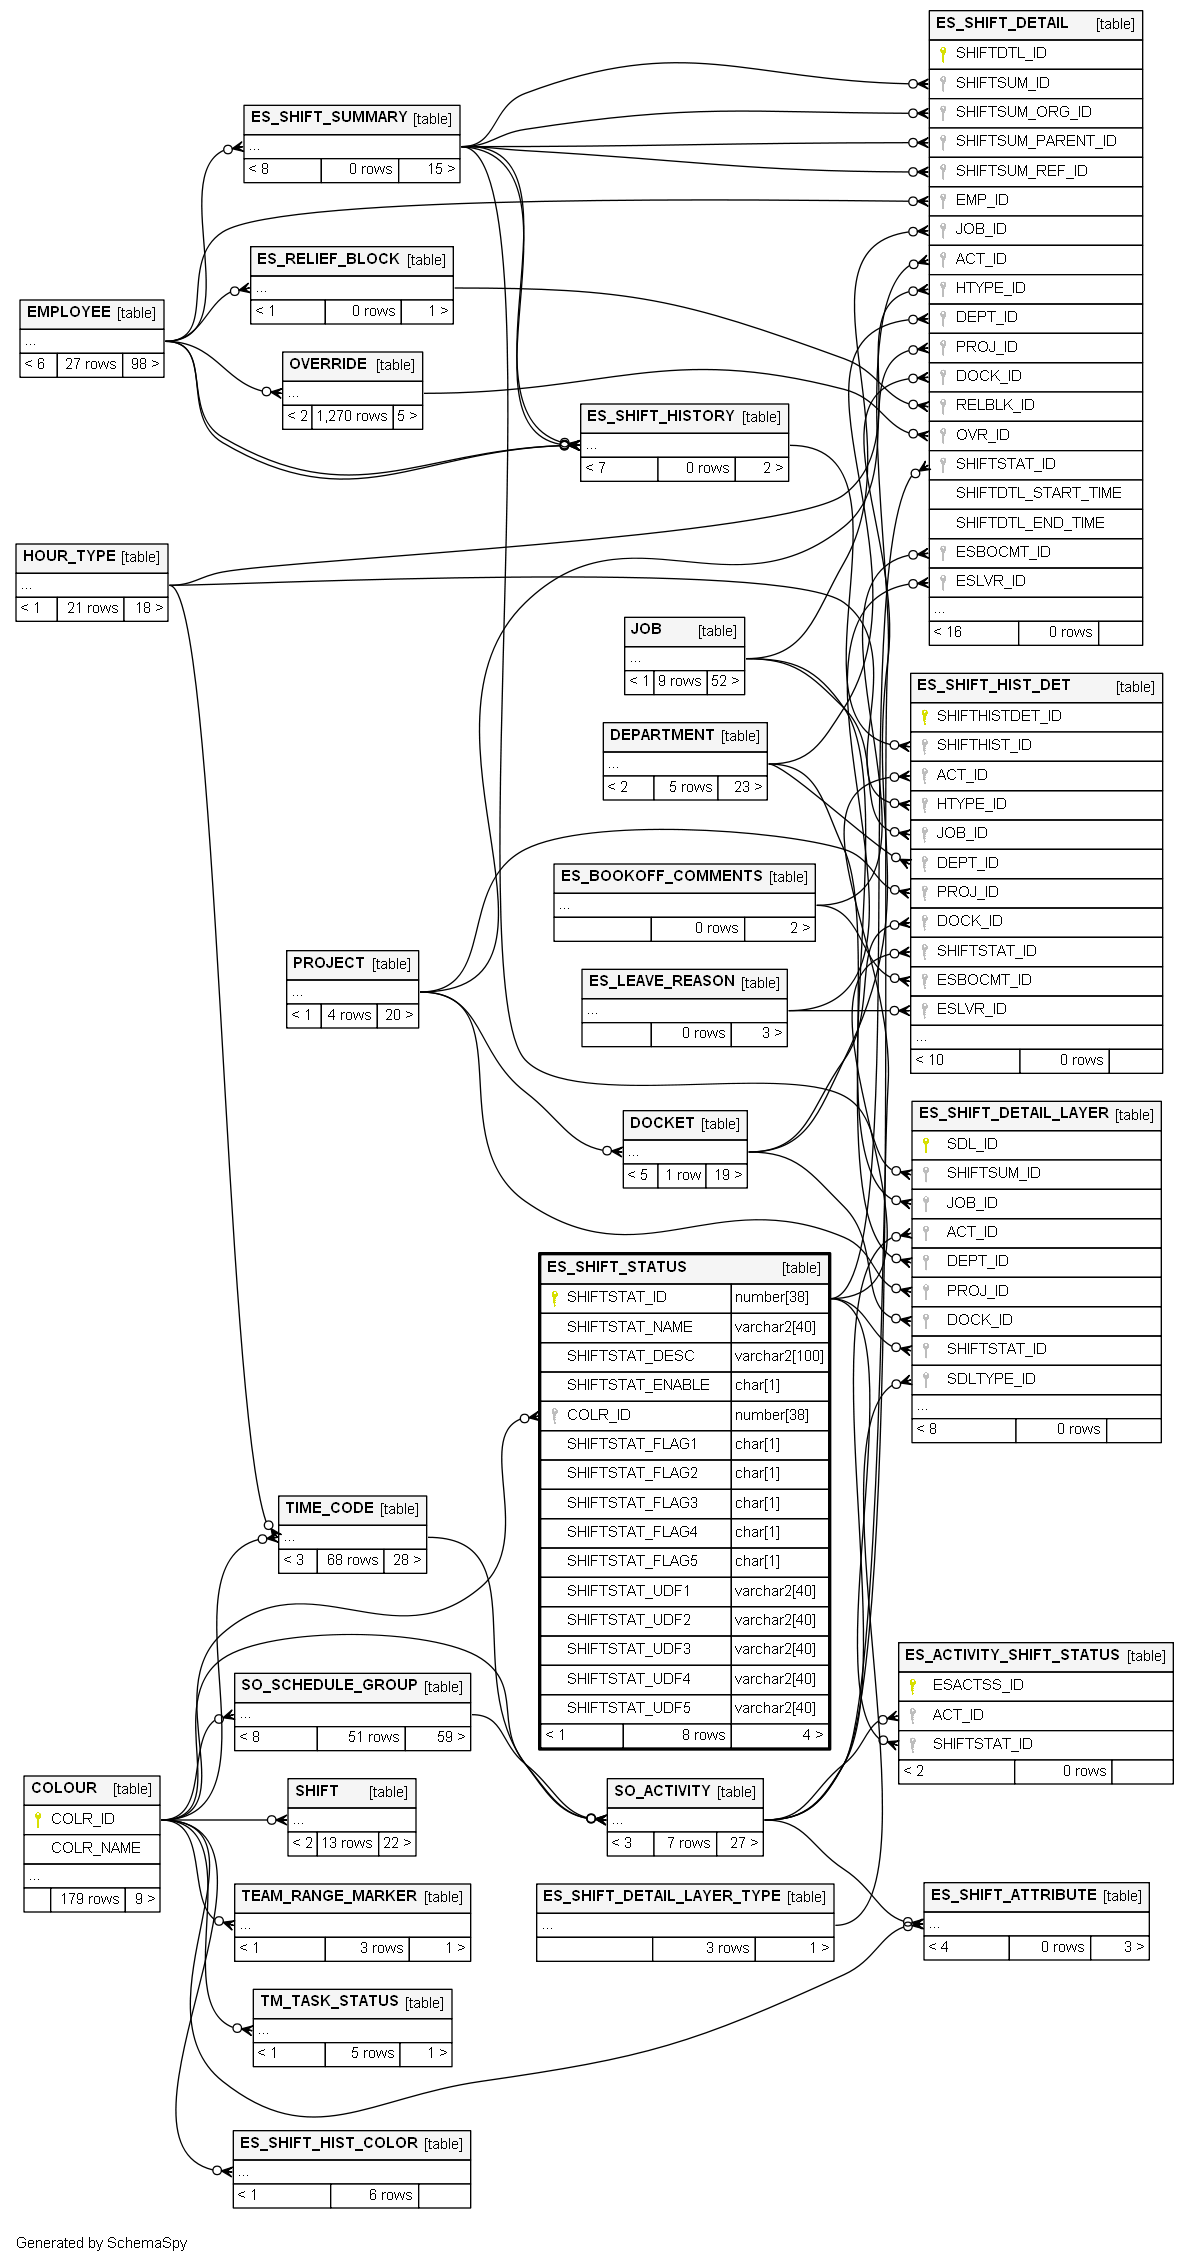 ES_SHIFT_DETAIL [table]
SHIFTDTL_ID
SHIFTSUM_ID
SHIFTSUM_ORG_ID
SHIFTSUM_PARENT_ID
SHIFTSUM_REF_ID
EMP_ID
JOB_ID
ACT_ID
HTYPE_ID
DEPT_ID
PROJ_ID
DOCK_ID
RELBLK_ID
OVR_ID
SHIFTSTAT_ID
SHIFTDTL_START_TIME
SHIFTDTL_END_TIME
ESBOCMT_ID
ESLVR_ID
...
< 16 0 rows
ES_SHIFT_SUMMARY [table]
...
< 8 0 rows 15 >
ES_RELIEF_BLOCK [table]
...
< 1 0 rows 1 >
EMPLOYEE [table]
...
< 6 27 rows 98 >
OVERRIDE [table]
...
< 2 1,270 rows 5 >
ES_SHIFT_HISTORY [table]
...
< 7 0 rows 2 >
HOUR_TYPE [table]
...
< 1 21 rows 18 >
JOB [table]
...
< 1 9 rows 52 >
ES_SHIFT_HIST_DET [table]
SHIFTHISTDET_ID
SHIFTHIST_ID
ACT_ID
HTYPE_ID
JOB_ID
DEPT_ID
PROJ_ID
DOCK_ID
SHIFTSTAT_ID
ESBOCMT_ID
ESLVR_ID
...
< 10 0 rows
DEPARTMENT [table]
...
< 2 5 rows 23 >
ES_BOOKOFF_COMMENTS [table]
...
0 rows 2 >
PROJECT [table]
...
< 1 4 rows 20 >
ES_LEAVE_REASON [table]
...
0 rows 3 >
DOCKET [table]
...
< 5 1 row 19 >
ES_SHIFT_DETAIL_LAYER [table]
SDL_ID
SHIFTSUM_ID
JOB_ID
ACT_ID
DEPT_ID
PROJ_ID
DOCK_ID
SHIFTSTAT_ID
SDLTYPE_ID
...
< 8 0 rows
ES_SHIFT_STATUS [table]
SHIFTSTAT_ID number[38]
SHIFTSTAT_NAME varchar2[40]
SHIFTSTAT_DESC varchar2[100]
SHIFTSTAT_ENABLE char[1]
COLR_ID number[38]
SHIFTSTAT_FLAG1 char[1]
SHIFTSTAT_FLAG2 char[1]
SHIFTSTAT_FLAG3 char[1]
SHIFTSTAT_FLAG4 char[1]
SHIFTSTAT_FLAG5 char[1]
SHIFTSTAT_UDF1 varchar2[40]
SHIFTSTAT_UDF2 varchar2[40]
SHIFTSTAT_UDF3 varchar2[40]
SHIFTSTAT_UDF4 varchar2[40]
SHIFTSTAT_UDF5 varchar2[40]
< 1 8 rows 4 >
TIME_CODE [table]
...
< 3 68 rows 28 >
ES_ACTIVITY_SHIFT_STATUS [table]
ESACTSS_ID
ACT_ID
SHIFTSTAT_ID
< 2 0 rows
SO_SCHEDULE_GROUP [table]
...
< 8 51 rows 59 >
COLOUR [table]
COLR_ID
COLR_NAME
...
179 rows 9 >
SHIFT [table]
...
< 2 13 rows 22 >
SO_ACTIVITY [table]
...
< 3 7 rows 27 >
TEAM_RANGE_MARKER [table]
...
< 1 3 rows 1 >
ES_SHIFT_DETAIL_LAYER_TYPE [table]
...
3 rows 1 >
ES_SHIFT_ATTRIBUTE [table]
...
< 4 0 rows 3 >
TM_TASK_STATUS [table]
...
< 1 5 rows 1 >
ES_SHIFT_HIST_COLOR [table]
...
< 1 6 rows
Generated by SchemaSpy